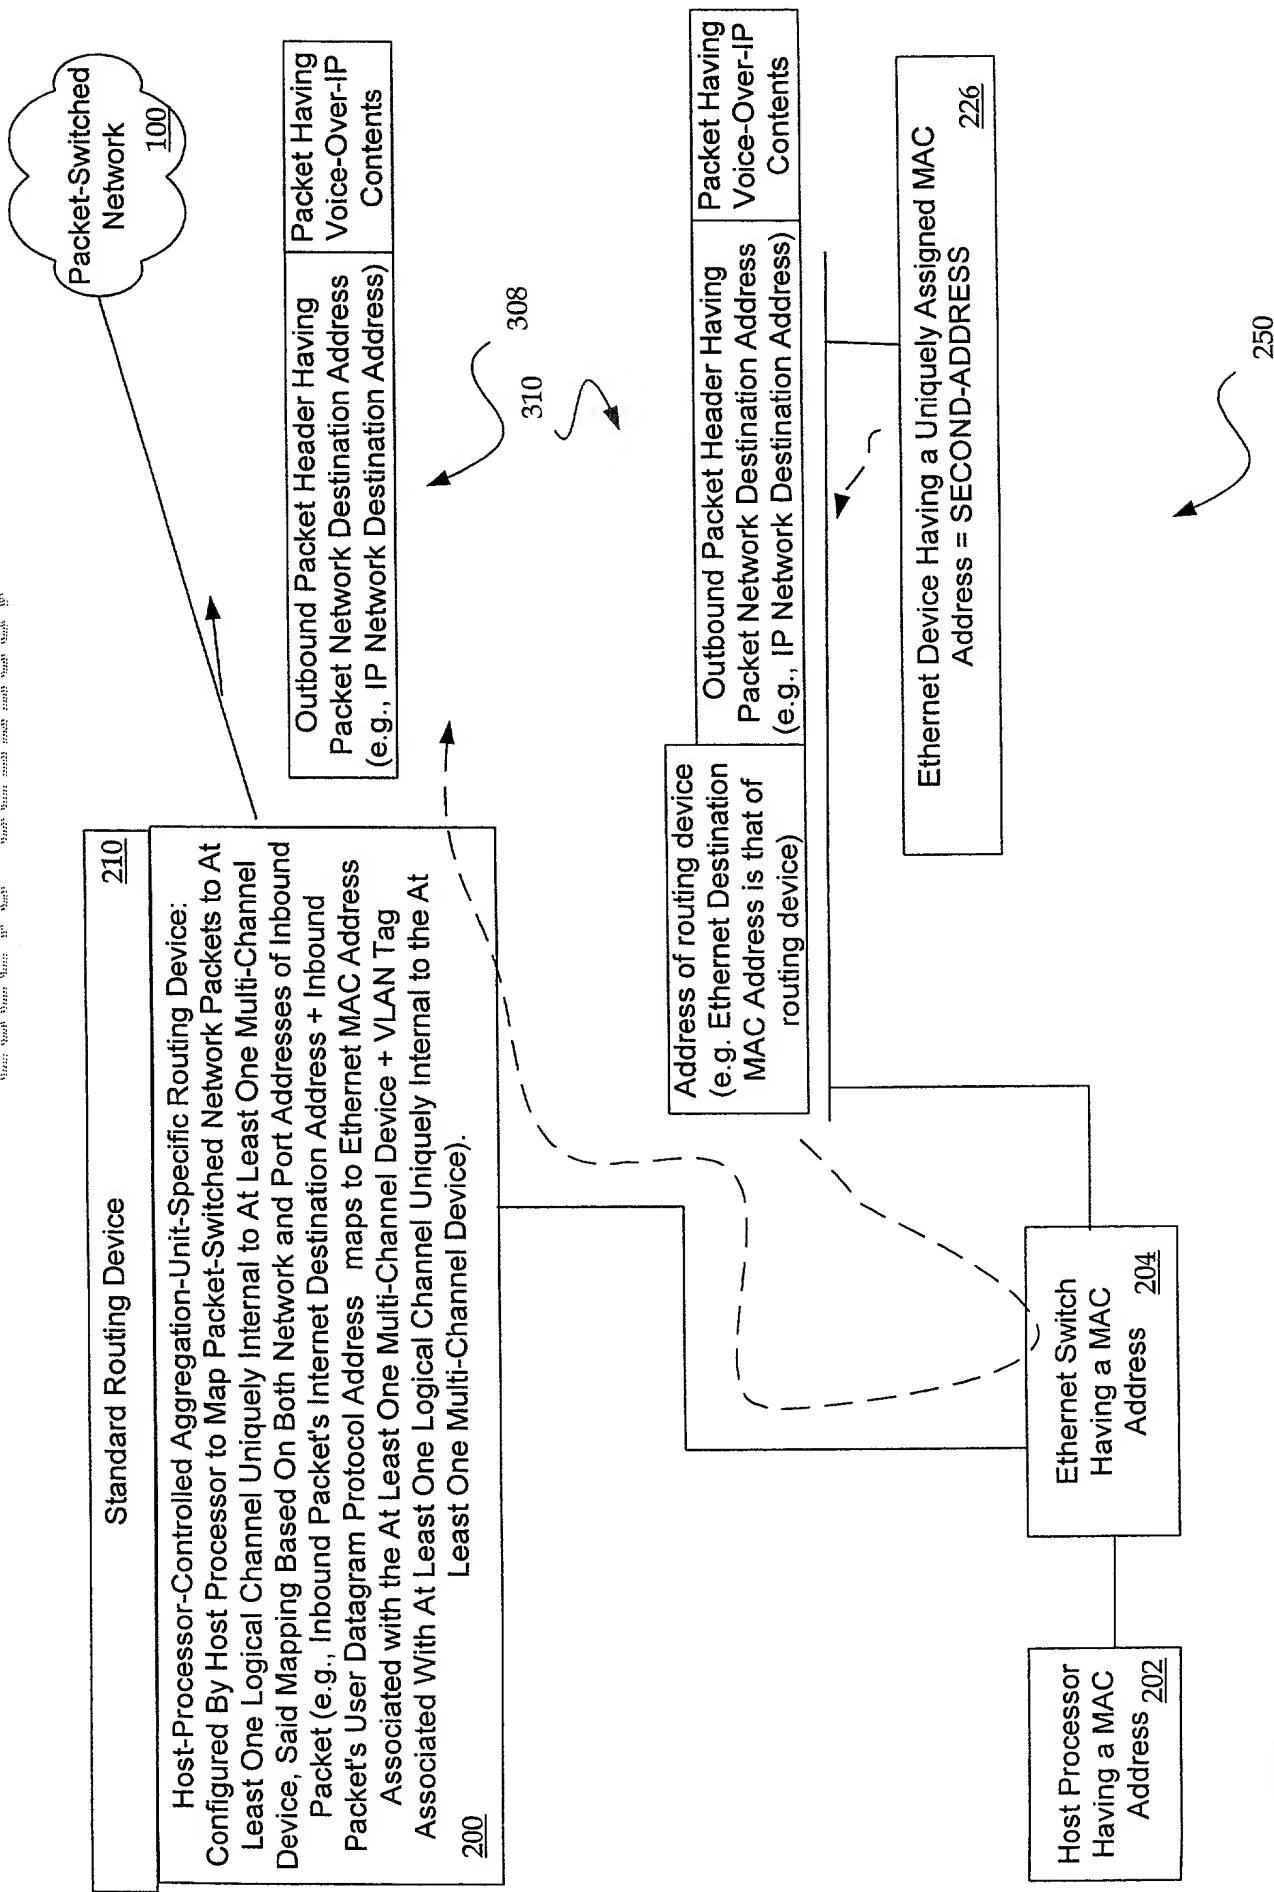 Packet-Switched
Network
100
Standard Routing Device
210
Host-Processor-Controlled Aggregation-Unit-Specific Routing Device:
Configured By Host Processor to Map Packet-Switched Network Packets to At
Least One Logical Channel Uniquely Internal to At Least One Multi-Channel
Device, Said Mapping Based On Both Network and Port Addresses of Inbound
Packet (e.g., Inbound Packet's Internet Destination Address + Inbound
Packet's User Datagram Protocol Address maps to Ethernet MAC Address
Associated with the At Least One Multi-Channel Device + VLAN Tag
Associated With At Least One Logical Channel Uniquely Internal to the At
Least One Multi-Channel Device).
200
Outbound Packet Header Having
Packet Network Destination Address
(e.g., IP Network Destination Address)
Packet Having
Voice-Over-IP
Contents
308
310
Address of routing device
(e.g. Ethernet Destination
MAC Address is that of
routing device)
Outbound Packet Header Having
Packet Network Destination Address
(e.g., IP Network Destination Address)
Packet Having
Voice-Over-IP
Contents
Ethernet Device Having a Uniquely Assigned MAC
Address = SECOND-ADDRESS
226
Host Processor
Having a MAC
Address
202
Ethernet Switch
Having a MAC
Address
204
250